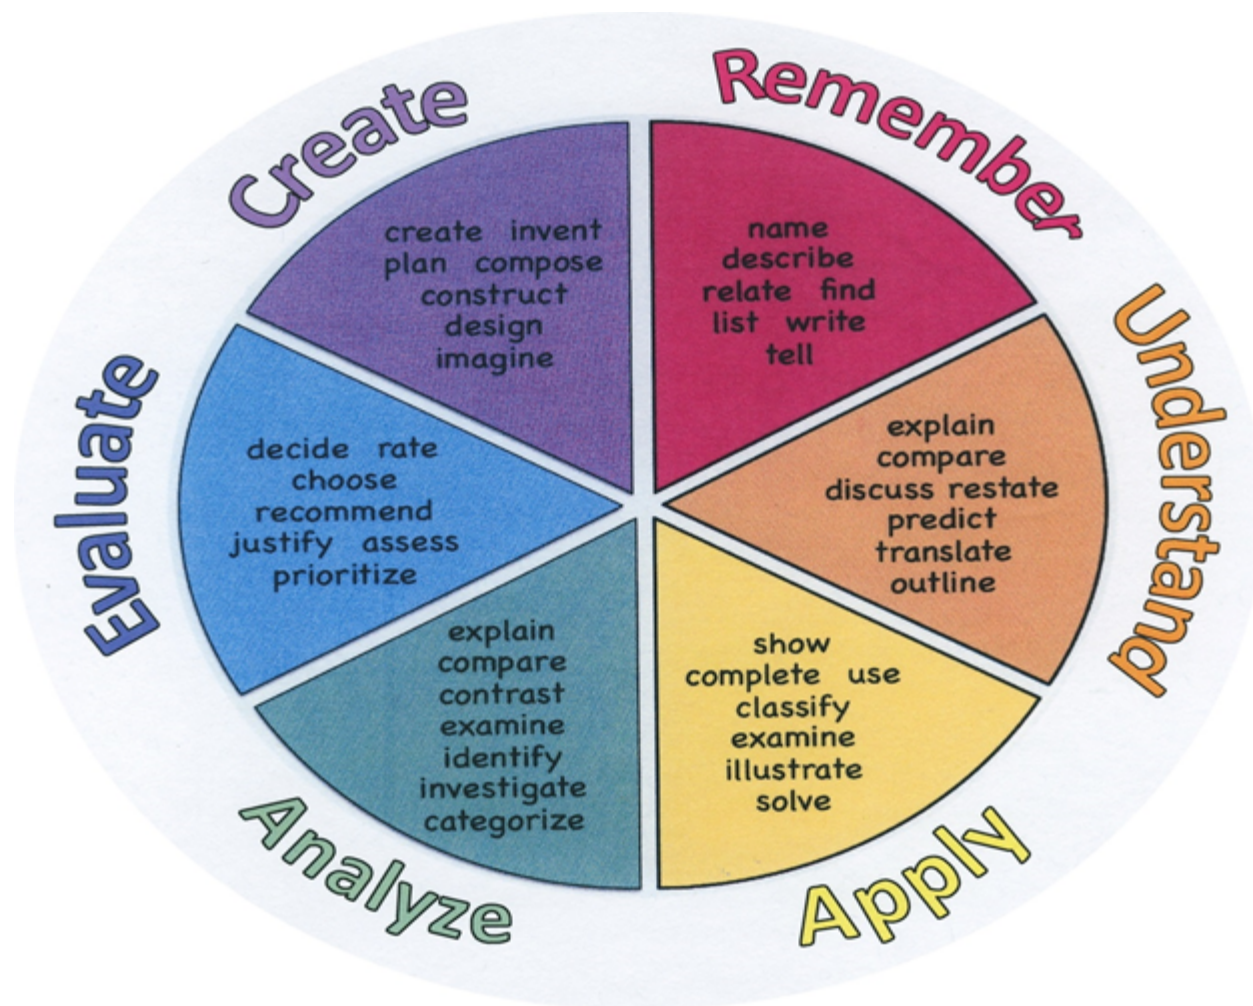 Remember
name
describe
relate find
list write
tell
Understand
explain
compare
discuss restate
predict
translate
outline
Apply
show
complete use
classify
examine
illustrate
solve
Analyze
explain
compare
contrast
examine
identify
investigate
categorize
Evaluate
decide rate
choose
recommend
justify assess
prioritize
Create
create invent
plan compose
construct
design
imagine